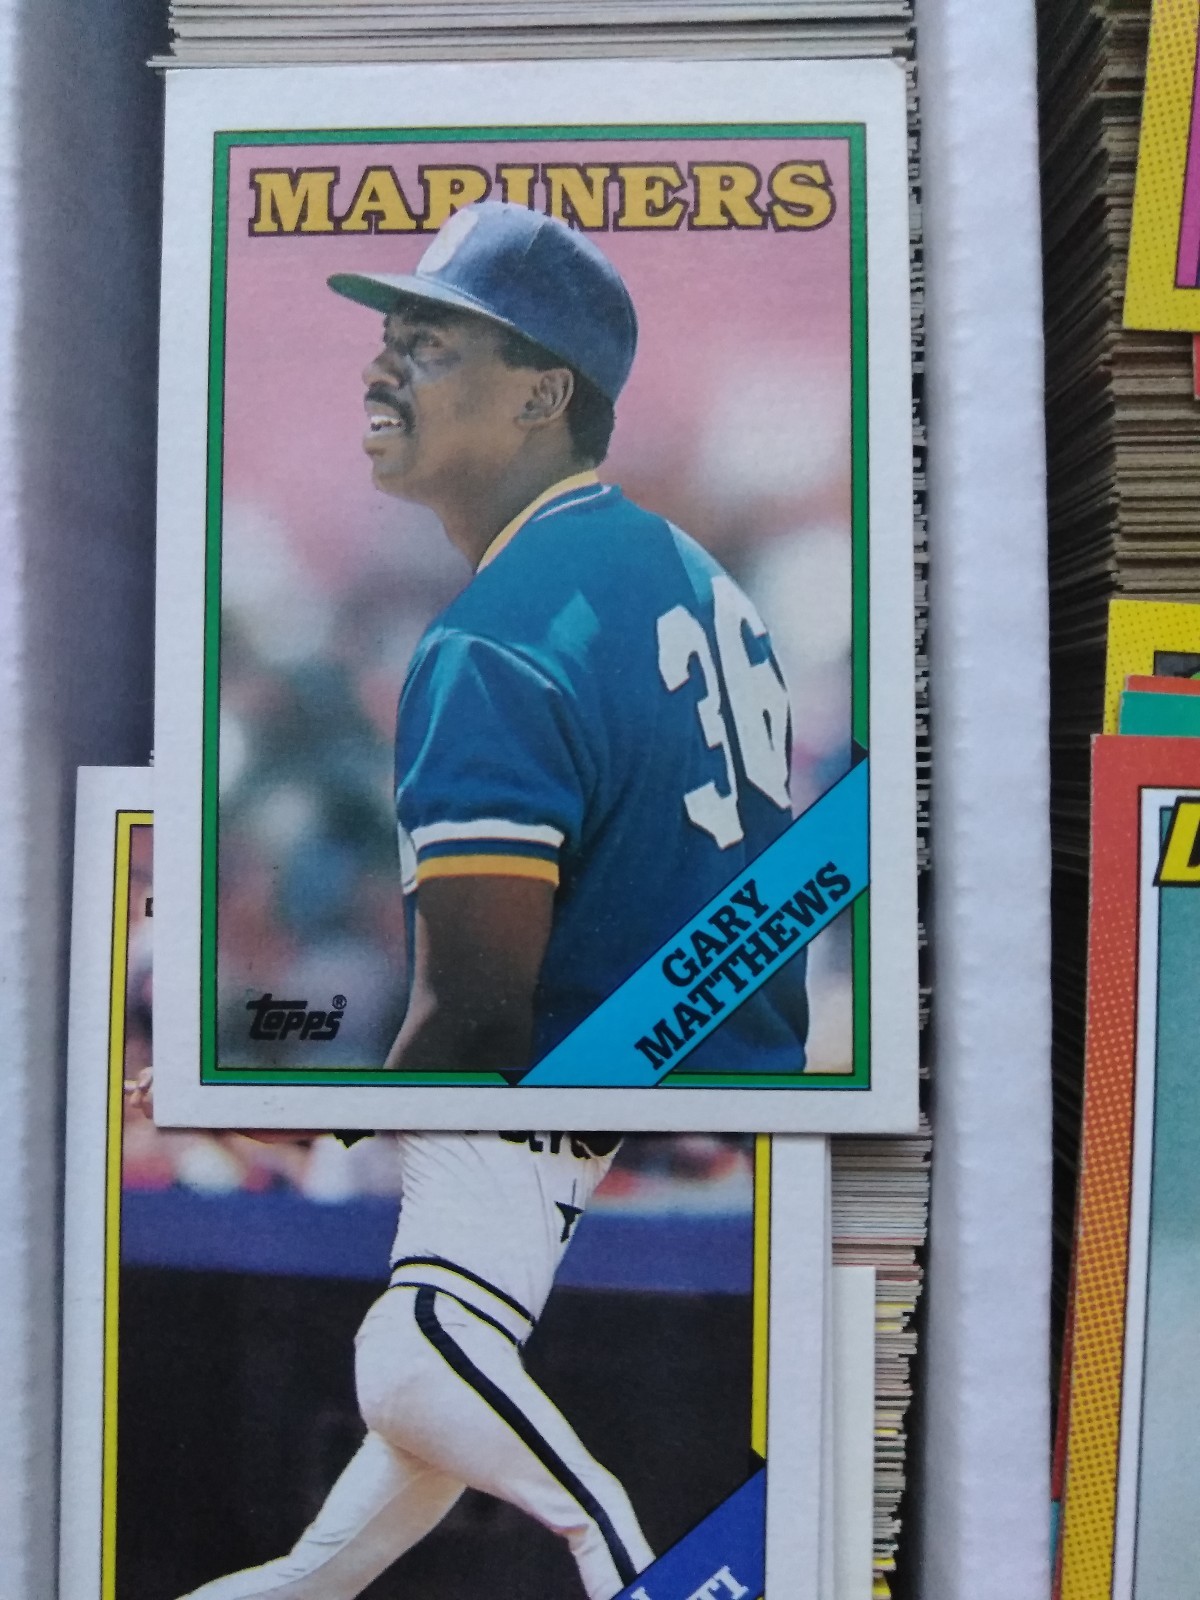 MARINERS
36
GARY
MATTHEWS
topps®